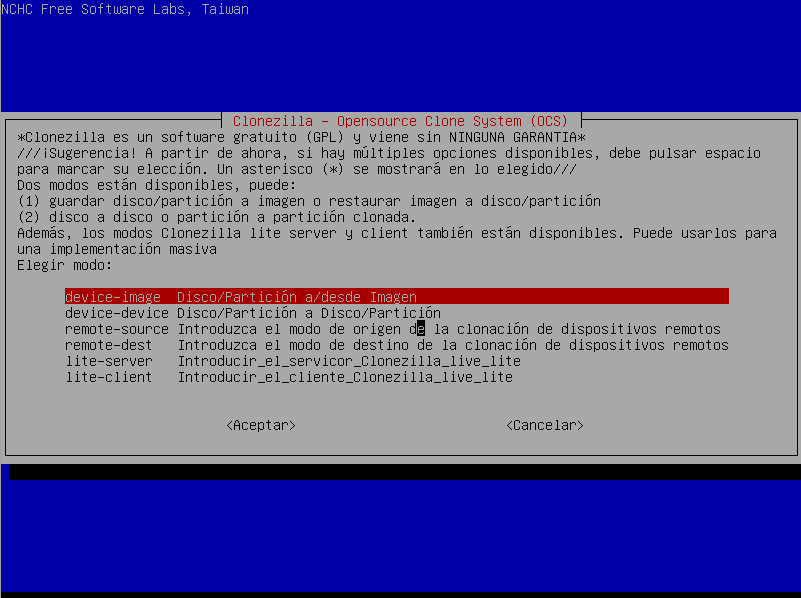 NCHC Free Software Labs, Taiwan
Clonezilla - Opensource Clone System (OCS)
*Clonezilla es un software gratuito (GPL) y viene sin NINGUNA GARANTIA*
///¡Sugerencia! A partir de ahora, si hay múltiples opciones disponibles, debe pulsar espacio
para marcar su elección. Un asterisco (*) se mostrará en lo elegido///
Dos modos están disponibles, puede:
(1) guardar disco/partición a imagen o restaurar imagen a disco/partición
(2) disco a disco o partición a partición clonada.
Además, los modos Clonezilla lite server y client también están disponibles. Puede usarlos para
una implementación masiva
Elegir modo:
device-image Disco/Partición a/desde Imagen
device-device Disco/Partición a Disco/Partición
remote-source Introduzca el modo de origen de la clonación de dispositivos remotos
remote-dest Introduzca el modo de destino de la clonación de dispositivos remotos
lite-server Introducir_el_servicor_Clonezilla_live_lite
lite-client Introducir_el_cliente_Clonezilla_live_lite
<Aceptar> <Cancelar>